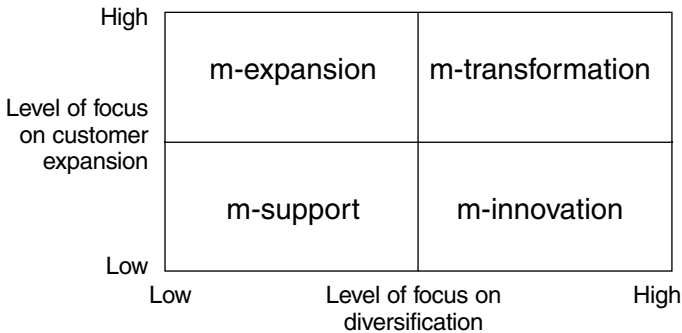 High
m-expansion
m-transformation
Level of focus
on customer
expansion
m-support
m-innovation
Low
Low
Level of focus on
diversification
High